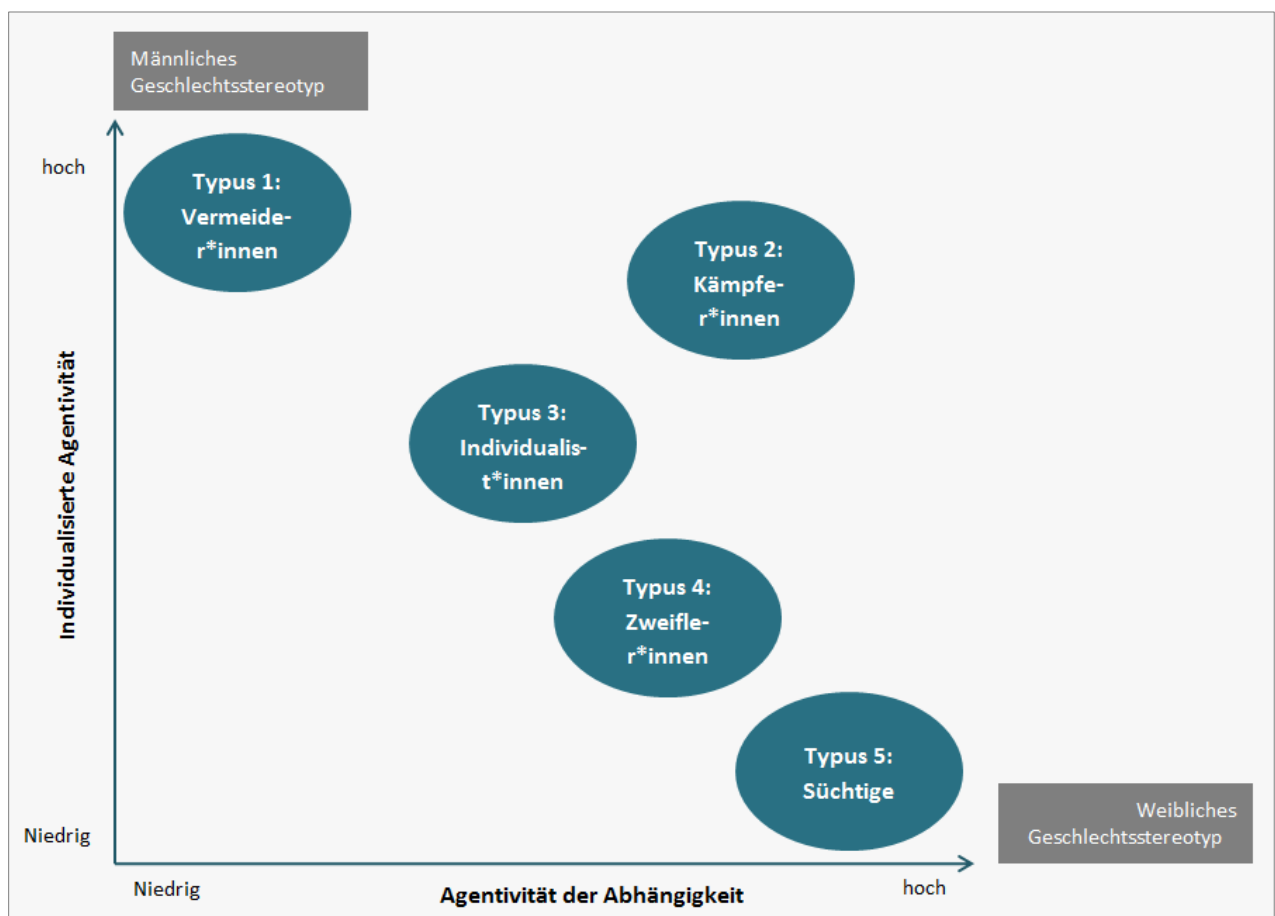 Männliches
Geschlechtsstereotyp
hoch
Typus 1:
Vermeide-
r*innen
Typus 2:
Kämpfe-
r*innen
Individualisierte Agentivität
Typus 3:
Individualis-
t*innen
Typus 4:
Zweifle-
r*innen
Typus 5:
Süchtige
Weibliches
Geschlechtsstereotyp
Niedrig
Niedrig
Agentivität der Abhängigkeit
hoch